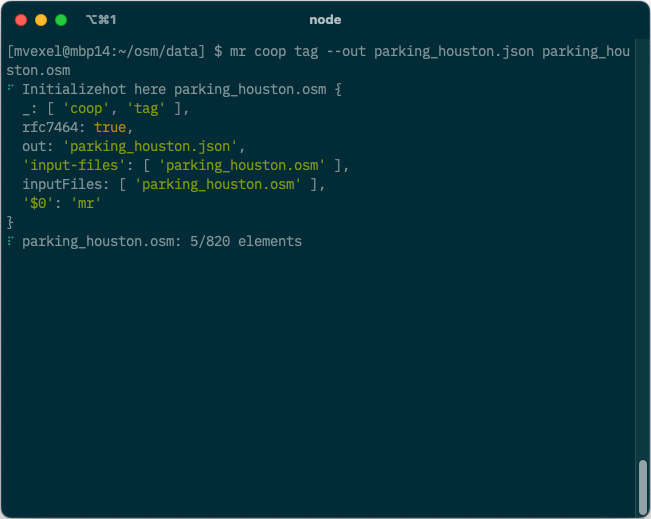 ⌥⌘1
node
[mvexel@mbp14:~/osm/data] $ mr coop tag --out parking_houston.json parking_hou
ston.osm
⠋ Initializehot here parking_houston.osm {
  _: [ 'coop', 'tag' ],
  rfc7464: true,
  out: 'parking_houston.json',
  'input-files': [ 'parking_houston.osm' ],
  inputFiles: [ 'parking_houston.osm' ],
  '$0': 'mr'
}
⠏ parking_houston.osm: 5/820 elements